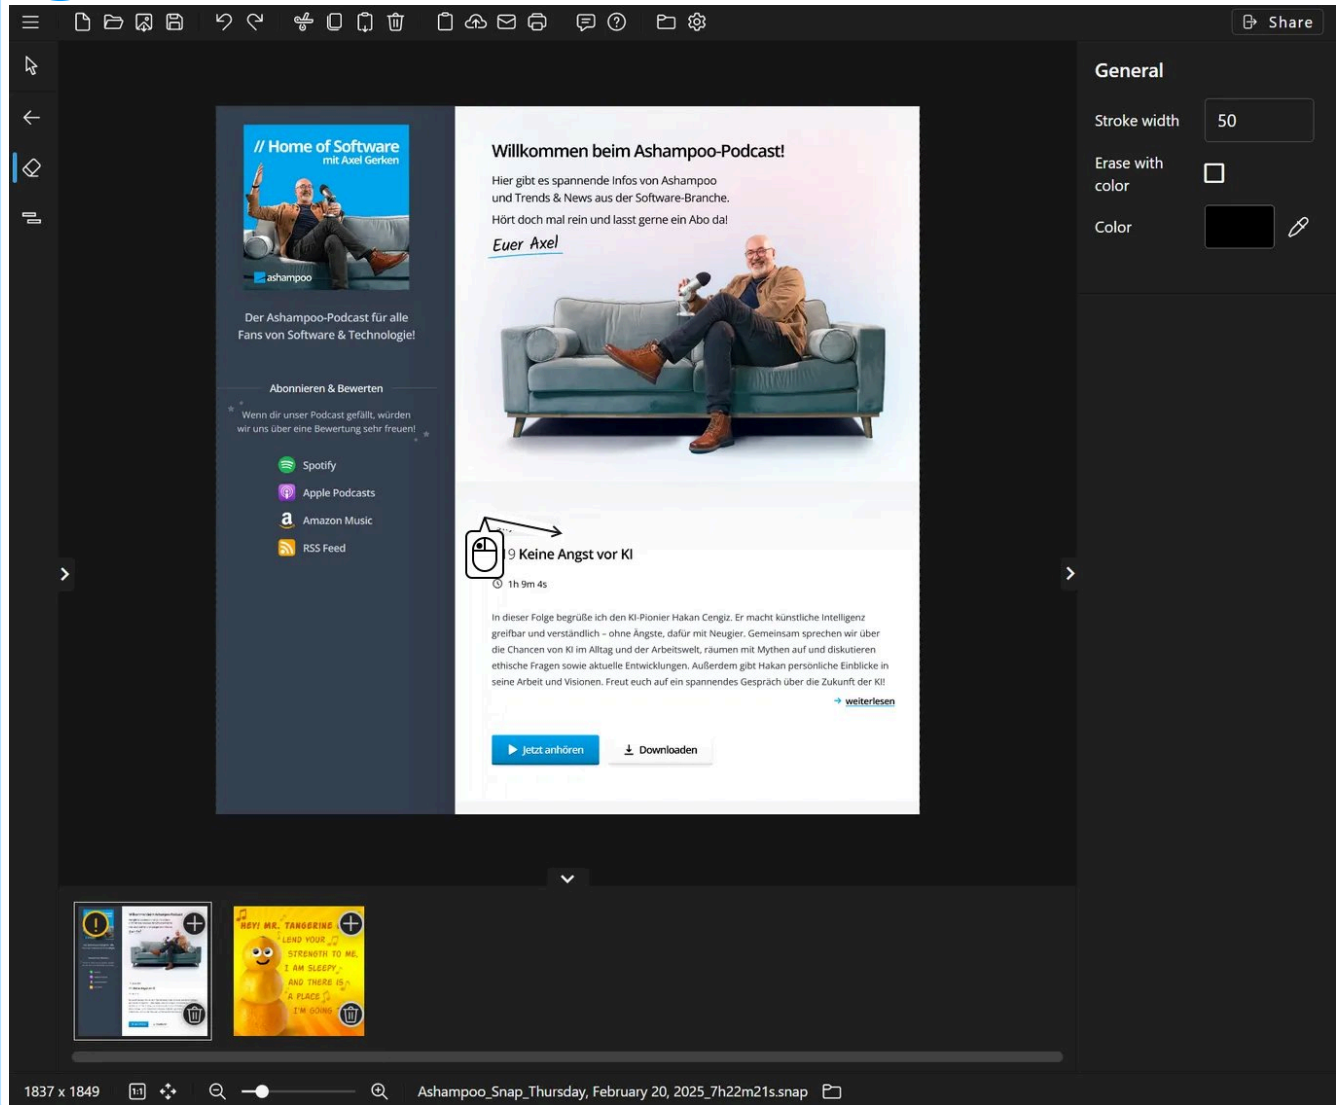 Share
General
Stroke width
50
Erase with
color
Color
// Home of Software
mit Axel Gerken
ashampoo
Der Ashampoo-Podcast für alle
Fans von Software & Technologie!
Abonnieren & Bewerten
Wenn dir unser Podcast gefällt, würden
wir uns über eine Bewertung sehr freuen!
Spotify
Apple Podcasts
Amazon Music
RSS Feed
Willkommen beim Ashampoo-Podcast!
Hier gibt es spannende Infos von Ashampoo
und Trends & News aus der Software-Branche.
Hört doch mal rein und lasst gerne ein Abo da!
Euer Axel
9 Keine Angst vor KI
1h 9m 4s
In dieser Folge begrüße ich den KI-Pionier Hakan Cengiz. Er macht künstliche Intelligenz
greifbar und verständlich – ohne Ängste, dafür mit Neugier. Gemeinsam sprechen wir über
die Chancen von KI im Alltag und der Arbeitswelt, räumen mit Mythen auf und diskutieren
ethische Fragen sowie aktuelle Entwicklungen. Außerdem gibt Hakan persönliche Einblicke in
seine Arbeit und Visionen. Freut euch auf ein spannendes Gespräch über die Zukunft der KI!
weiterlesen
Jetzt anhören
Downloaden
HEY! MR. TANGERINE
LEND YOUR
STRENGTH TO ME,
I AM SLEEPY
AND THERE IS
A PLACE
I'M GOING
1837 x 1849
1:1
Ashampoo_Snap_Thursday, February 20, 2025_7h22m21s.snap